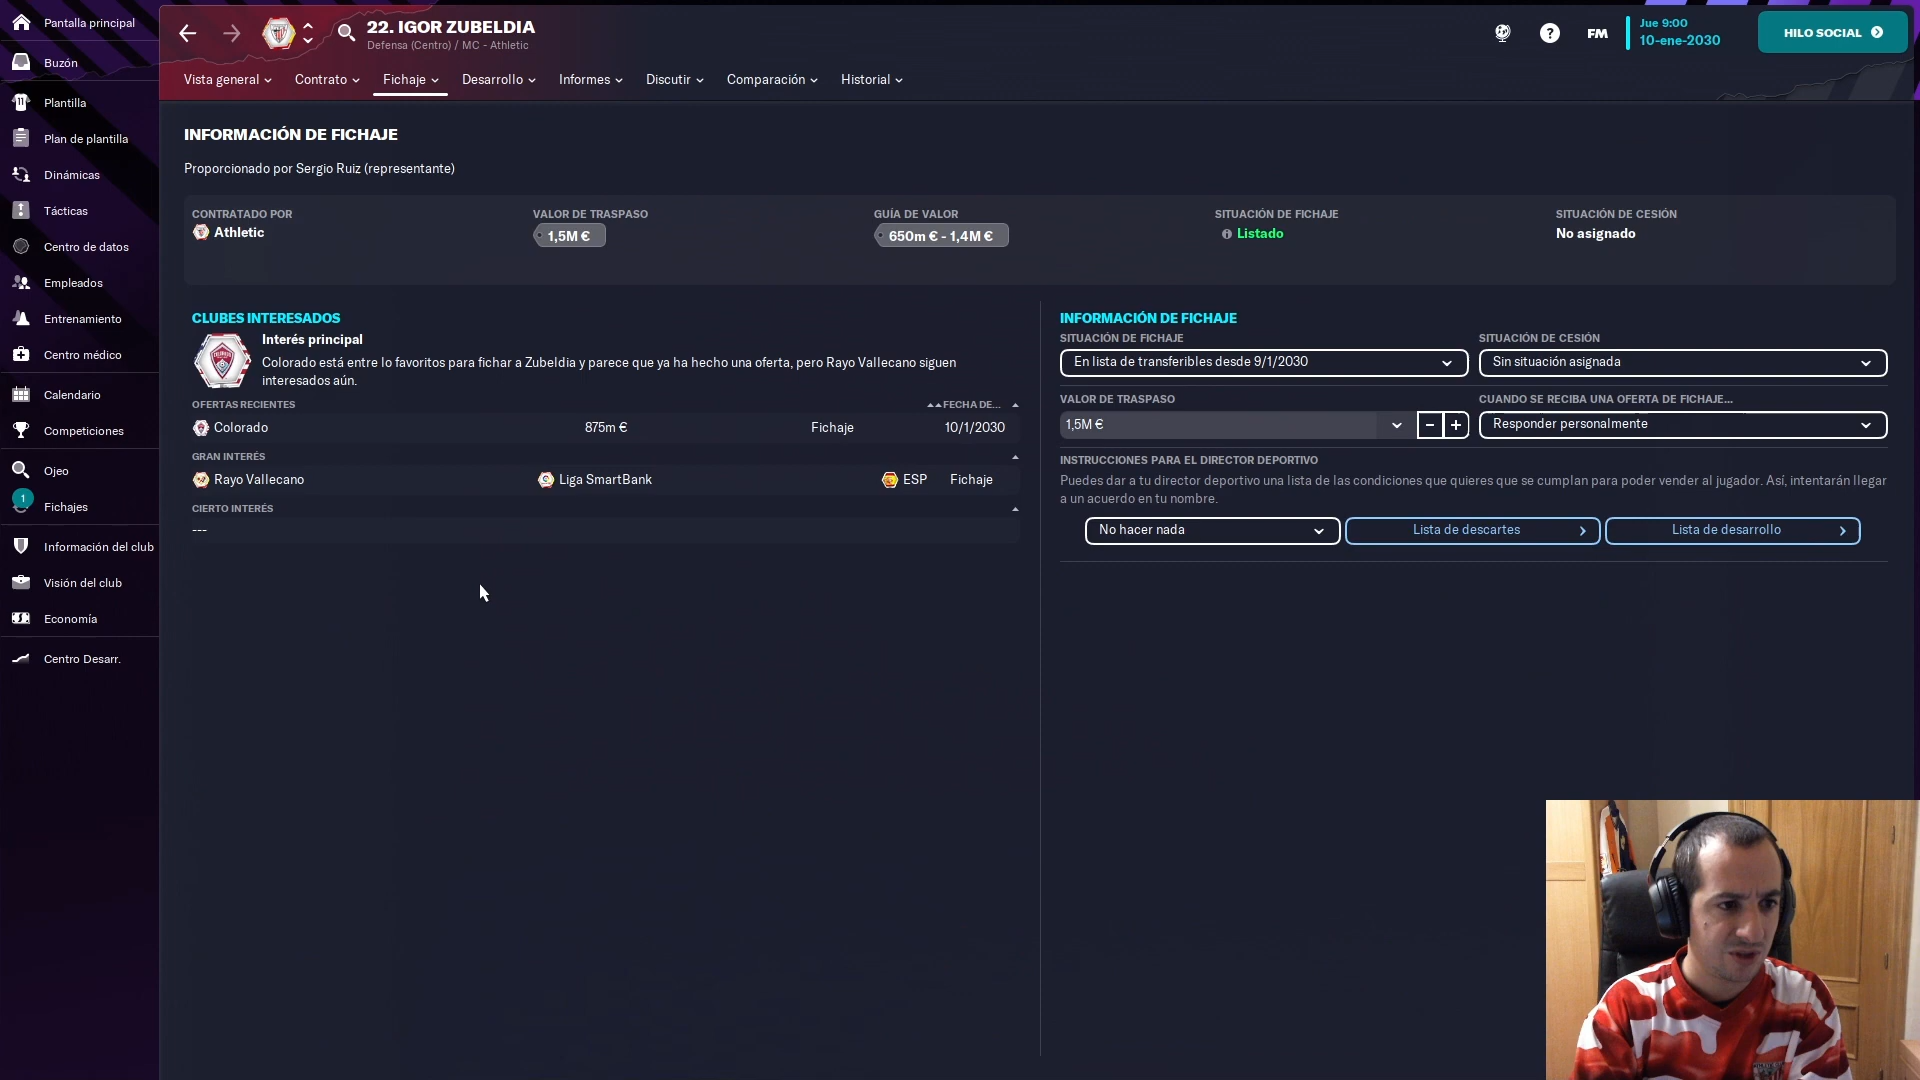 Pantalla principal
Buzón
Plantilla
Plan de plantilla
Dinámicas
Tácticas
Centro de datos
Empleados
Entrenamiento
Centro médico
Calendario
Competiciones
Ojeo
1
Fichajes
Información del club
Visión del club
Economía
Centro Desarr.
22. IGOR ZUBELDIA
Defensa (Centro) / MC - Athletic
FM
Jue 9:00
10-ene-2030
HILO SOCIAL
Vista general
Contrato
Fichaje
Desarrollo
Informes
Discutir
Comparación
Historial
INFORMACIÓN DE FICHAJE
Proporcionado por Sergio Ruiz (representante)
CONTRATADO POR
Athletic
VALOR DE TRASPASO
1,5M €
GUÍA DE VALOR
650m € - 1,4M €
SITUACIÓN DE FICHAJE
Listado
SITUACIÓN DE CESIÓN
No asignado
CLUBES INTERESADOS
Interés principal
Colorado está entre lo favoritos para fichar a Zubeldia y parece que ya ha hecho una oferta, pero Rayo Vallecano siguen
interesados aún.
OFERTAS RECIENTES FECHA DE...
Colorado 875m € Fichaje 10/1/2030
GRAN INTERÉS
Rayo Vallecano Liga SmartBank ESP Fichaje
CIERTO INTERÉS
---
INFORMACIÓN DE FICHAJE
SITUACIÓN DE FICHAJE
En lista de transferibles desde 9/1/2030
SITUACIÓN DE CESIÓN
Sin situación asignada
VALOR DE TRASPASO
1,5M €
CUANDO SE RECIBA UNA OFERTA DE FICHAJE...
Responder personalmente
INSTRUCCIONES PARA EL DIRECTOR DEPORTIVO
Puedes dar a tu director deportivo una lista de las condiciones que quieres que se cumplan para poder vender al jugador. Así, intentarán llegar
a un acuerdo en tu nombre.
No hacer nada
Lista de descartes
Lista de desarrollo